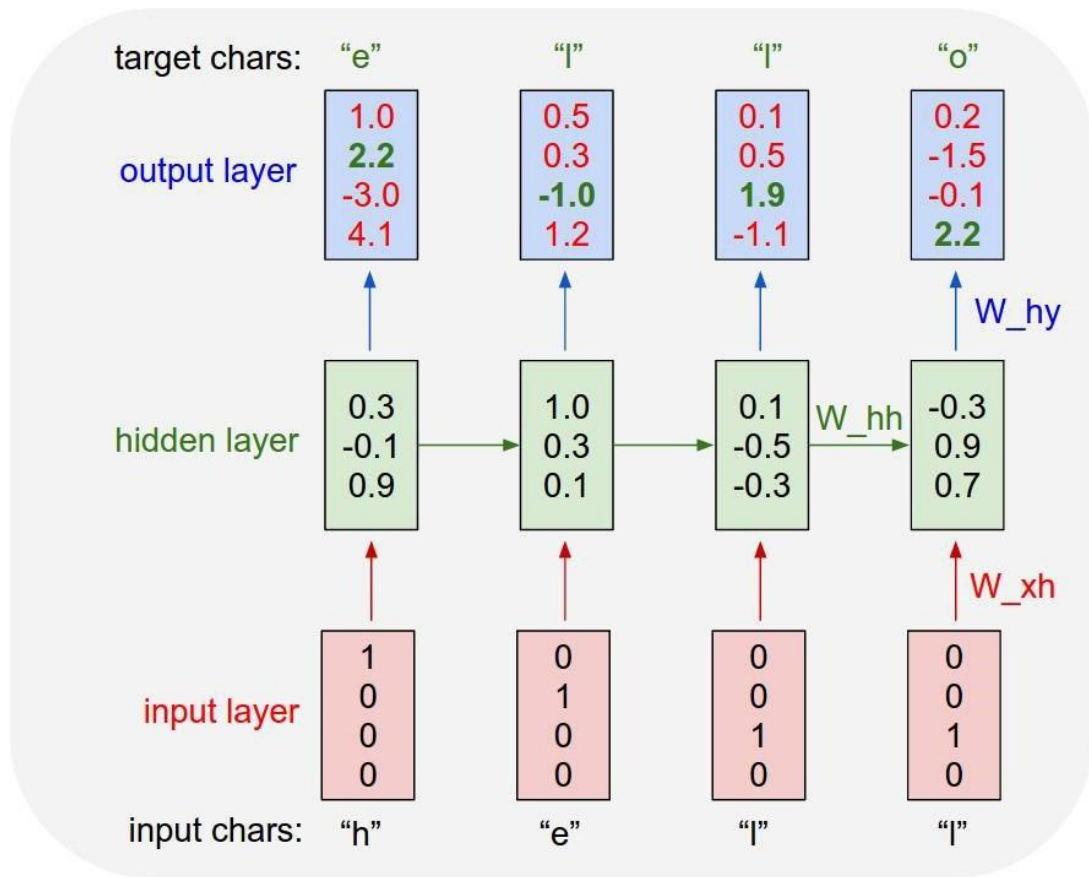 target chars: “e” “l” “l” “o”
1.0 0.5 0.1 0.2
2.2 0.3 0.5 -1.5
output layer
-3.0 -1.0 1.9 -0.1
4.1 1.2 -1.1 2.2
W_hy
0.3 1.0 0.1 -0.3
hidden layer -0.1 0.3 -0.5 W_hh 0.9
0.9 0.1 -0.3 0.7
W_xh
1 0 0 0
0 1 0 0
input layer
0 0 1 1
0 0 0 0
input chars: “h” “e” “l” “l”